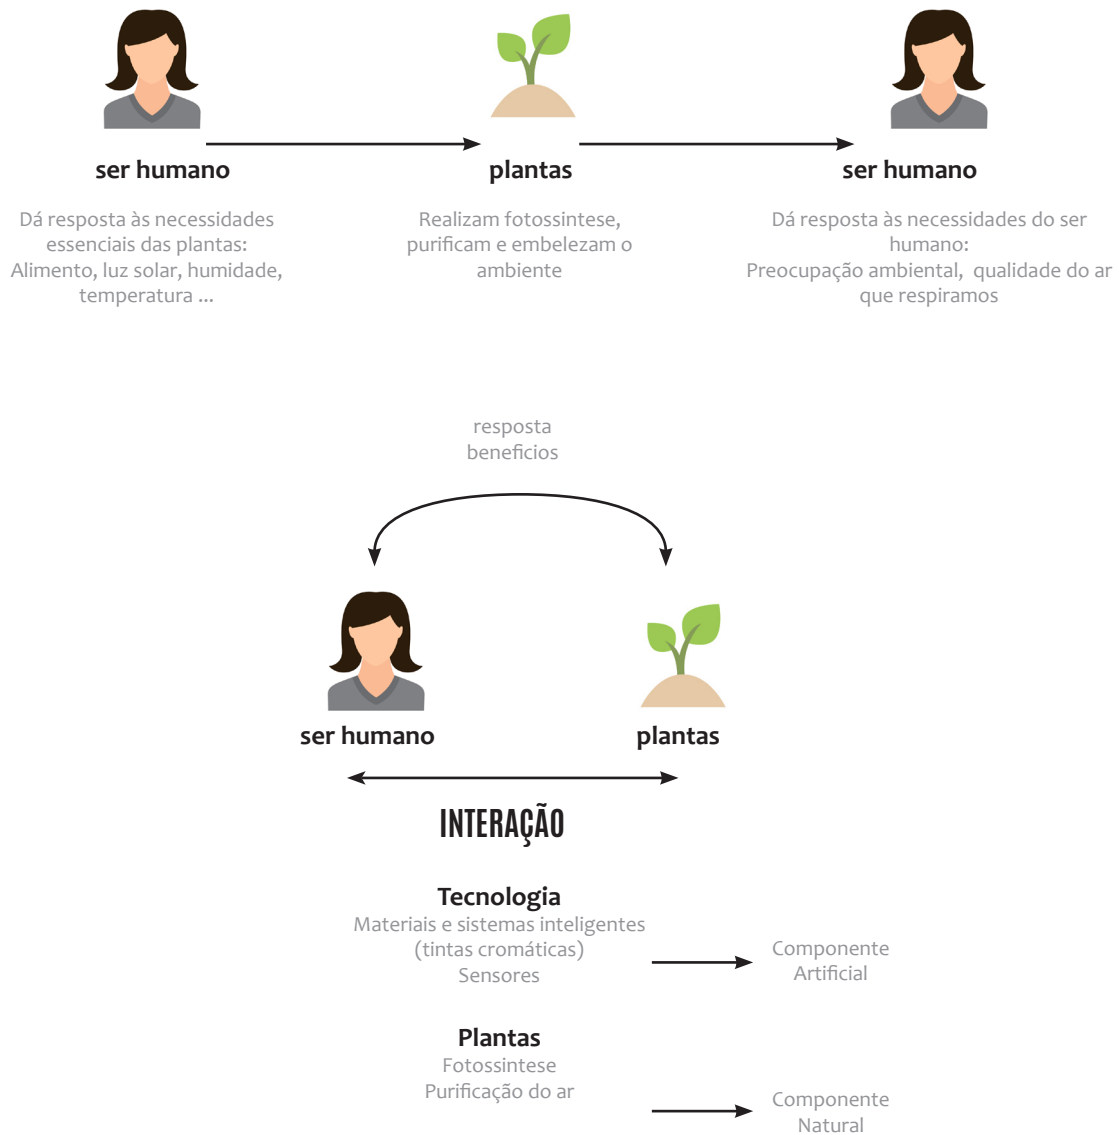 ser humano
Dá resposta às necessidades
essenciais das plantas:
Alimento, luz solar, humidade,
temperatura ...
plantas
Realizam fotossintese,
purificam e embelezam o
ambiente
ser humano
Dá resposta às necessidades do ser
humano:
Preocupação ambiental, qualidade do ar
que respiramos
resposta
beneficios
ser humano
plantas
INTERAÇÃO
Tecnologia
Materiais e sistemas inteligentes
(tintas cromáticas)
Sensores
Componente
Artificial
Plantas
Fotossintese
Purificação do ar
Componente
Natural